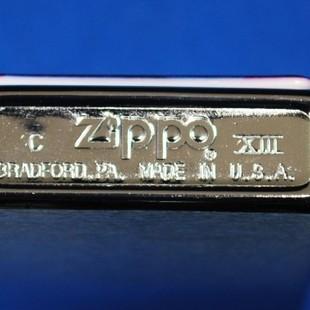 C Zippo® XIII
BRADFORD, PA. MADE IN U.S.A.